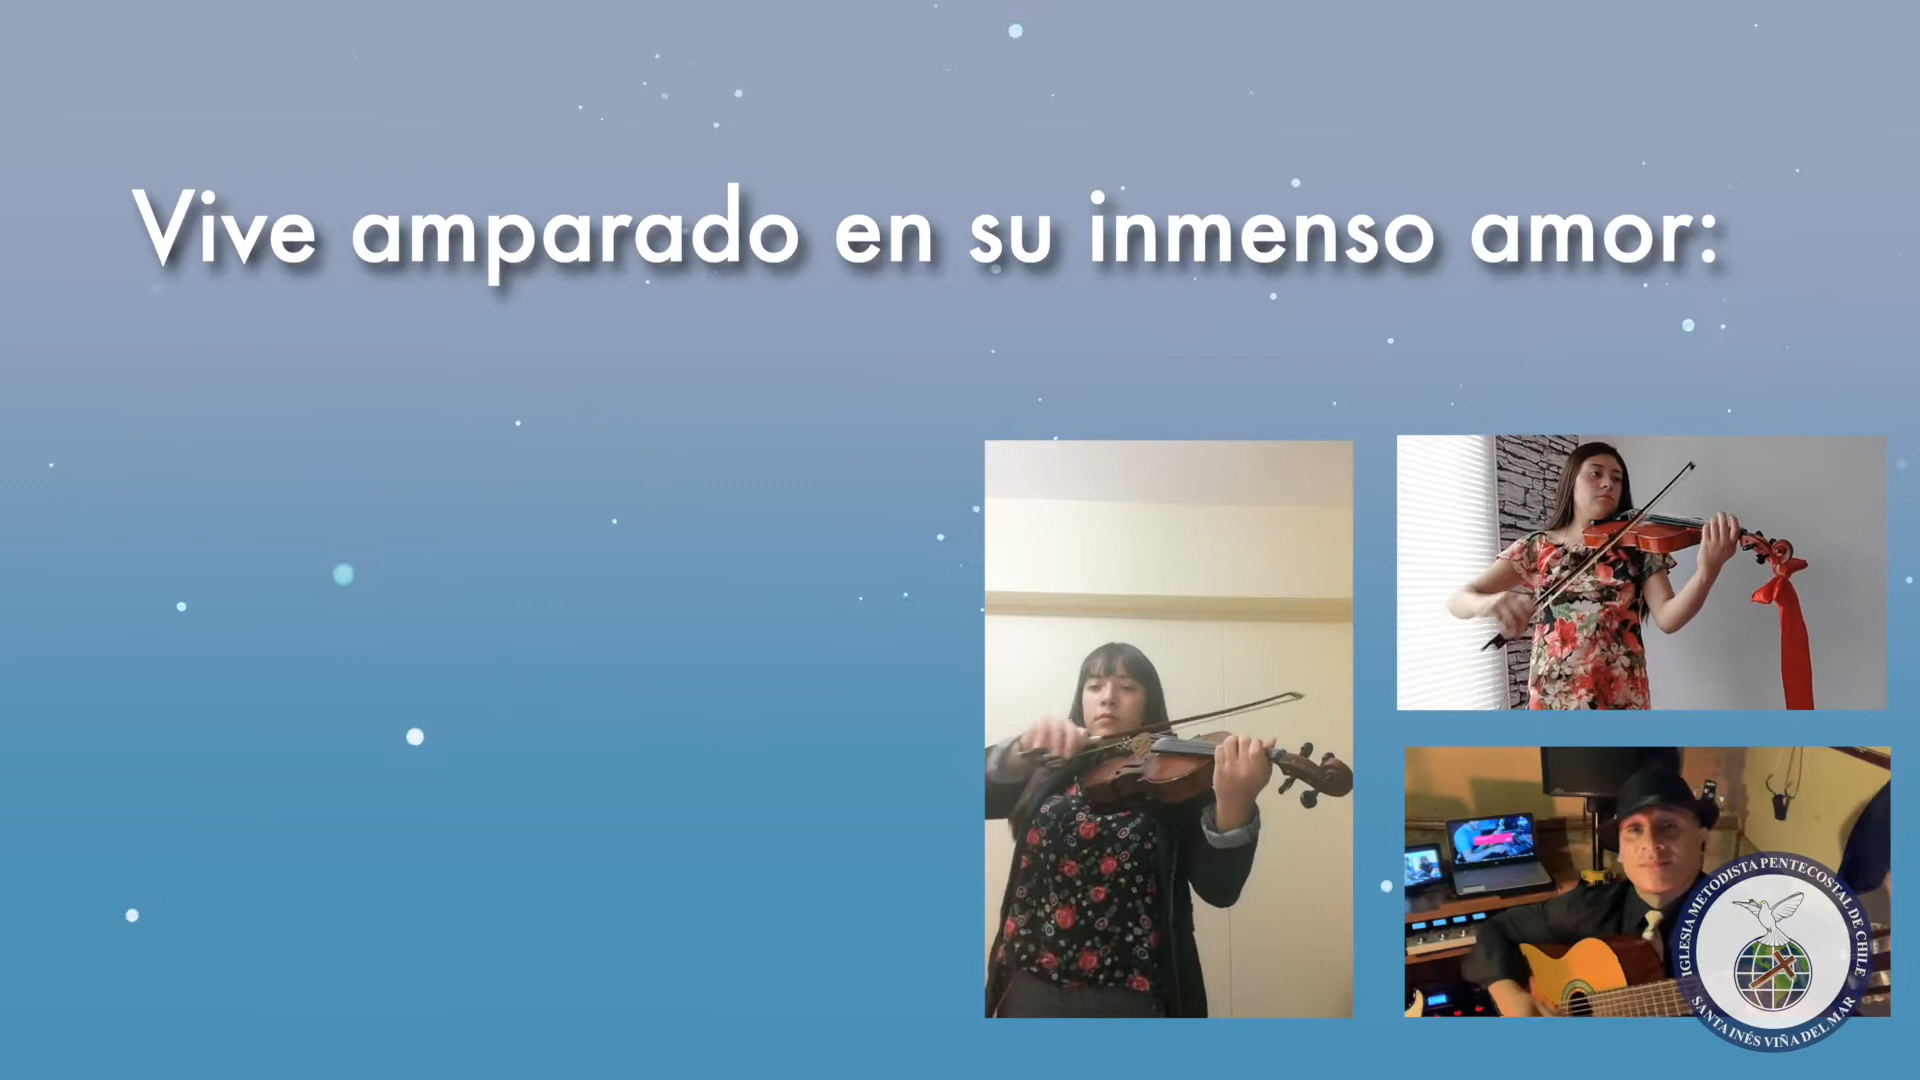 Vive amparado en su inmenso amor:
IGLESIA METODISTA PENTECOSTAL DE CHILE
SANTA INÉS VIÑA DEL MAR